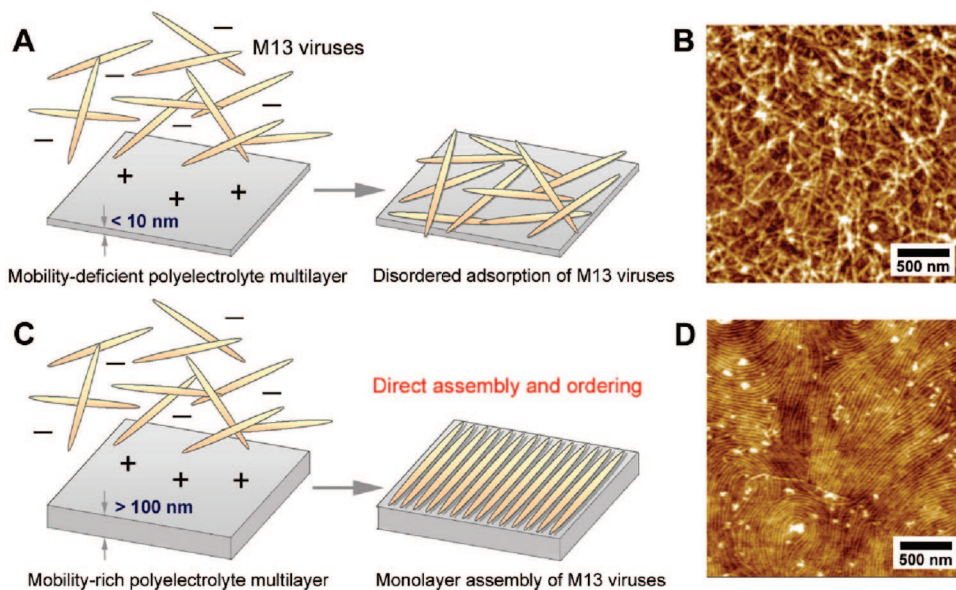 A
M13 viruses
−
−
−
−
−
+
+
+
< 10 nm
Mobility-deficient polyelectrolyte multilayer
Disordered adsorption of M13 viruses
B
500 nm
C
−
−
−
−
−
Direct assembly and ordering
+
+
+
> 100 nm
Mobility-rich polyelectrolyte multilayer
Monolayer assembly of M13 viruses
D
500 nm